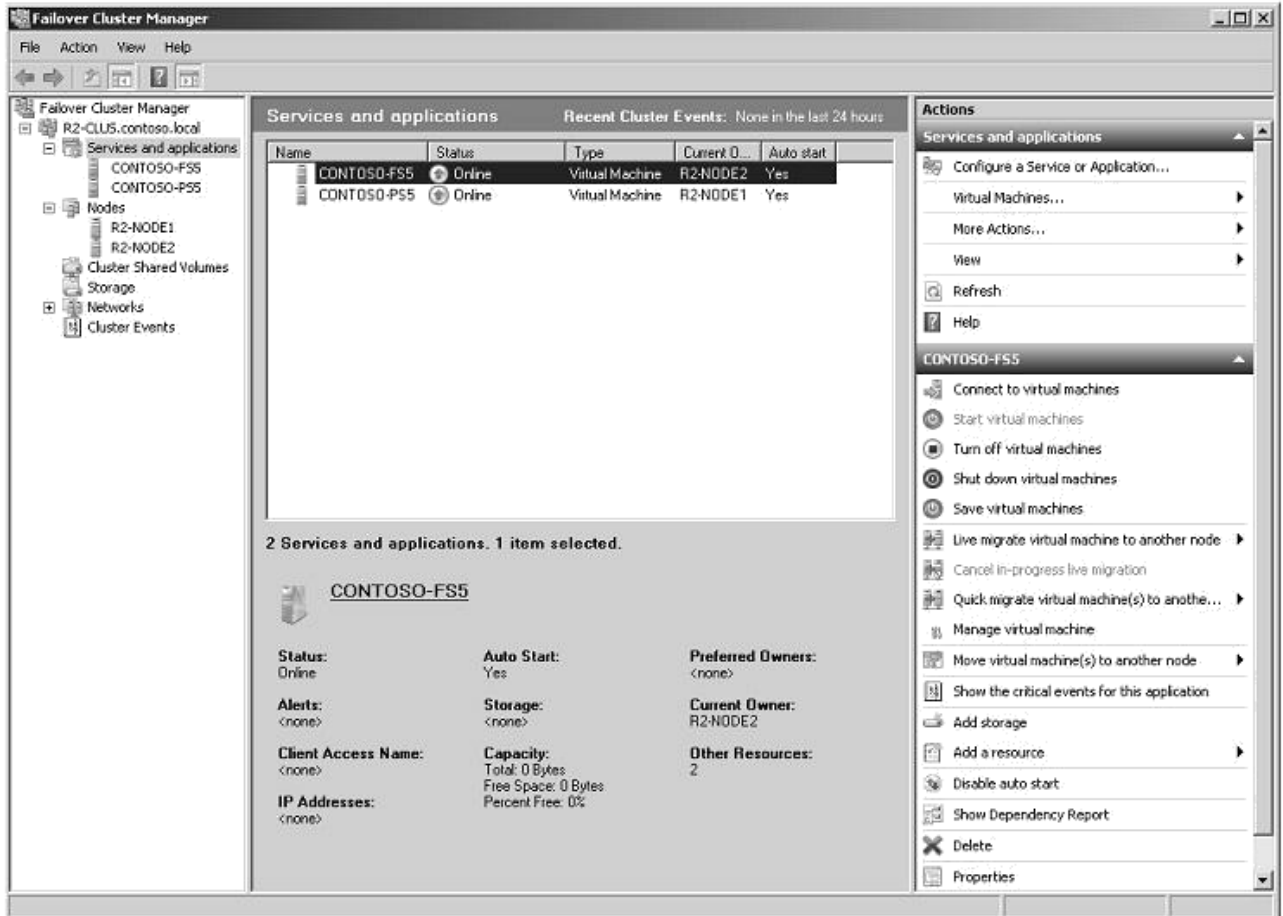 Failover Cluster Manager
File Action View Help
Failover Cluster Manager
R2-CLUS.contoso.local
Services and applications
CONTOSO-FS5
CONTOSO-PS5
Nodes
R2-NODE1
R2-NODE2
Cluster Shared Volumes
Storage
Networks
Cluster Events
Services and applications Recent Cluster Events: None in the last 24 hours
Name Status Type Current O... Auto start
CONTOSO-FS5 Online Virtual Machine R2-NODE2 Yes
CONTOSO-PS5 Online Virtual Machine R2-NODE1 Yes
2 Services and applications. 1 item selected.
CONTOSO-FS5
Status:
Online
Auto Start:
Yes
Preferred Owners:
<none>
Alerts:
<none>
Storage:
<none>
Current Owner:
R2-NODE2
Client Access Name:
<none>
Capacity:
Total: 0 Bytes
Free Space: 0 Bytes
Percent Free: 0%
Other Resources:
2
IP Addresses:
<none>
Actions
Services and applications
Configure a Service or Application...
Virtual Machines...
More Actions...
View
Refresh
Help
CONTOSO-FS5
Connect to virtual machines
Start virtual machines
Turn off virtual machines
Shut down virtual machines
Save virtual machines
Live migrate virtual machine to another node
Cancel in-progress live migration
Quick migrate virtual machine(s) to anothe...
Manage virtual machine
Move virtual machine(s) to another node
Show the critical events for this application
Add storage
Add a resource
Disable auto start
Show Dependency Report
Delete
Properties